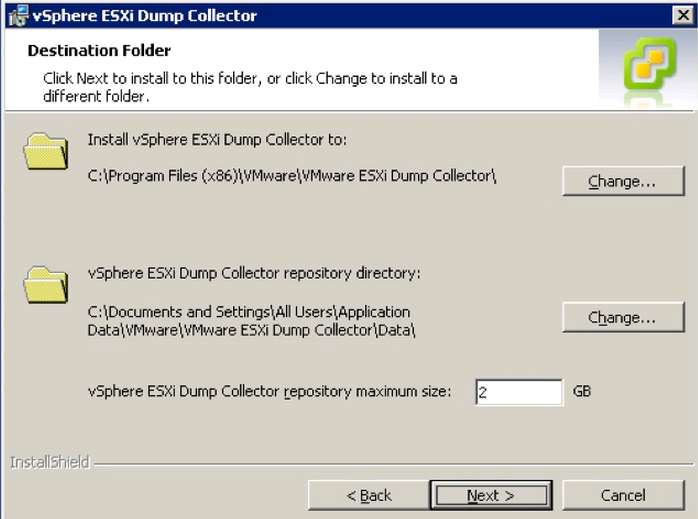 vSphere ESXi Dump Collector
Destination Folder
Click Next to install to this folder, or click Change to install to a
different folder.
Install vSphere ESXi Dump Collector to:
C:\Program Files (x86)\VMware\VMware ESXi Dump Collector\
Change...
vSphere ESXi Dump Collector repository directory:
C:\Documents and Settings\All Users\Application
Data\VMware\VMware ESXi Dump Collector\Data\
Change...
vSphere ESXi Dump Collector repository maximum size: 2 GB
InstallShield
< Back Next > Cancel